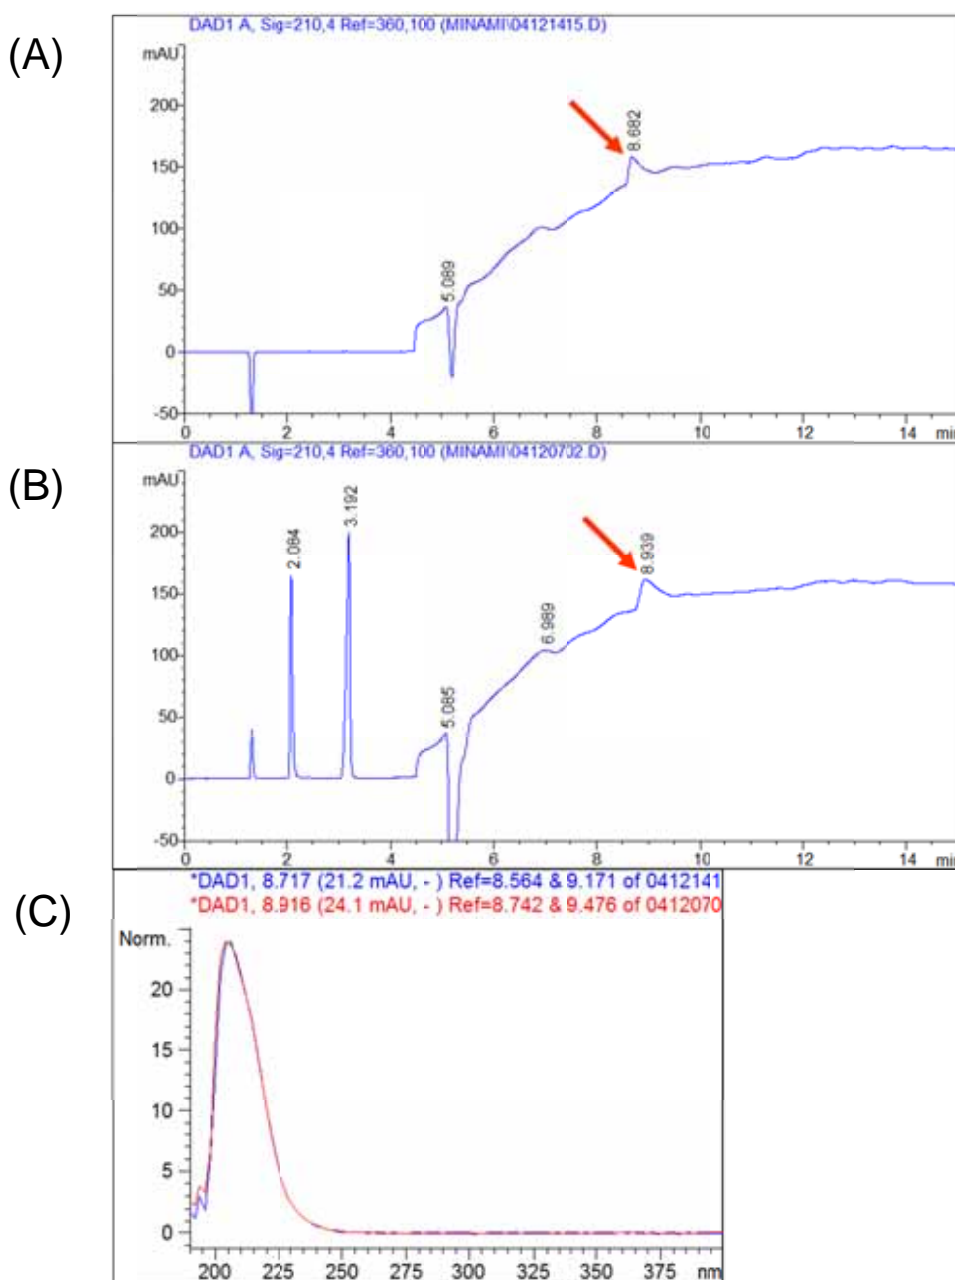 (A)
DAD1 A, Sig=210,4 Ref=360,100 (MINAMI\04121415.D)
mAU
200
150
100
50
0
-50
5.089
8.682
0 2 4 6 8 10 12 14 min
(B)
DAD1 A, Sig=210,4 Ref=360,100 (MINAMI\04120702.D)
mAU
200
150
100
50
0
-50
2.084
3.192
5.085
6.989
8.939
0 2 4 6 8 10 12 14 min
(C)
*DAD1, 8.717 (21.2 mAU, - ) Ref=8.564 & 9.171 of 0412141
*DAD1, 8.916 (24.1 mAU, - ) Ref=8.742 & 9.476 of 0412070
Norm.
20
15
10
5
0
200 225 250 275 300 325 350 375 nm